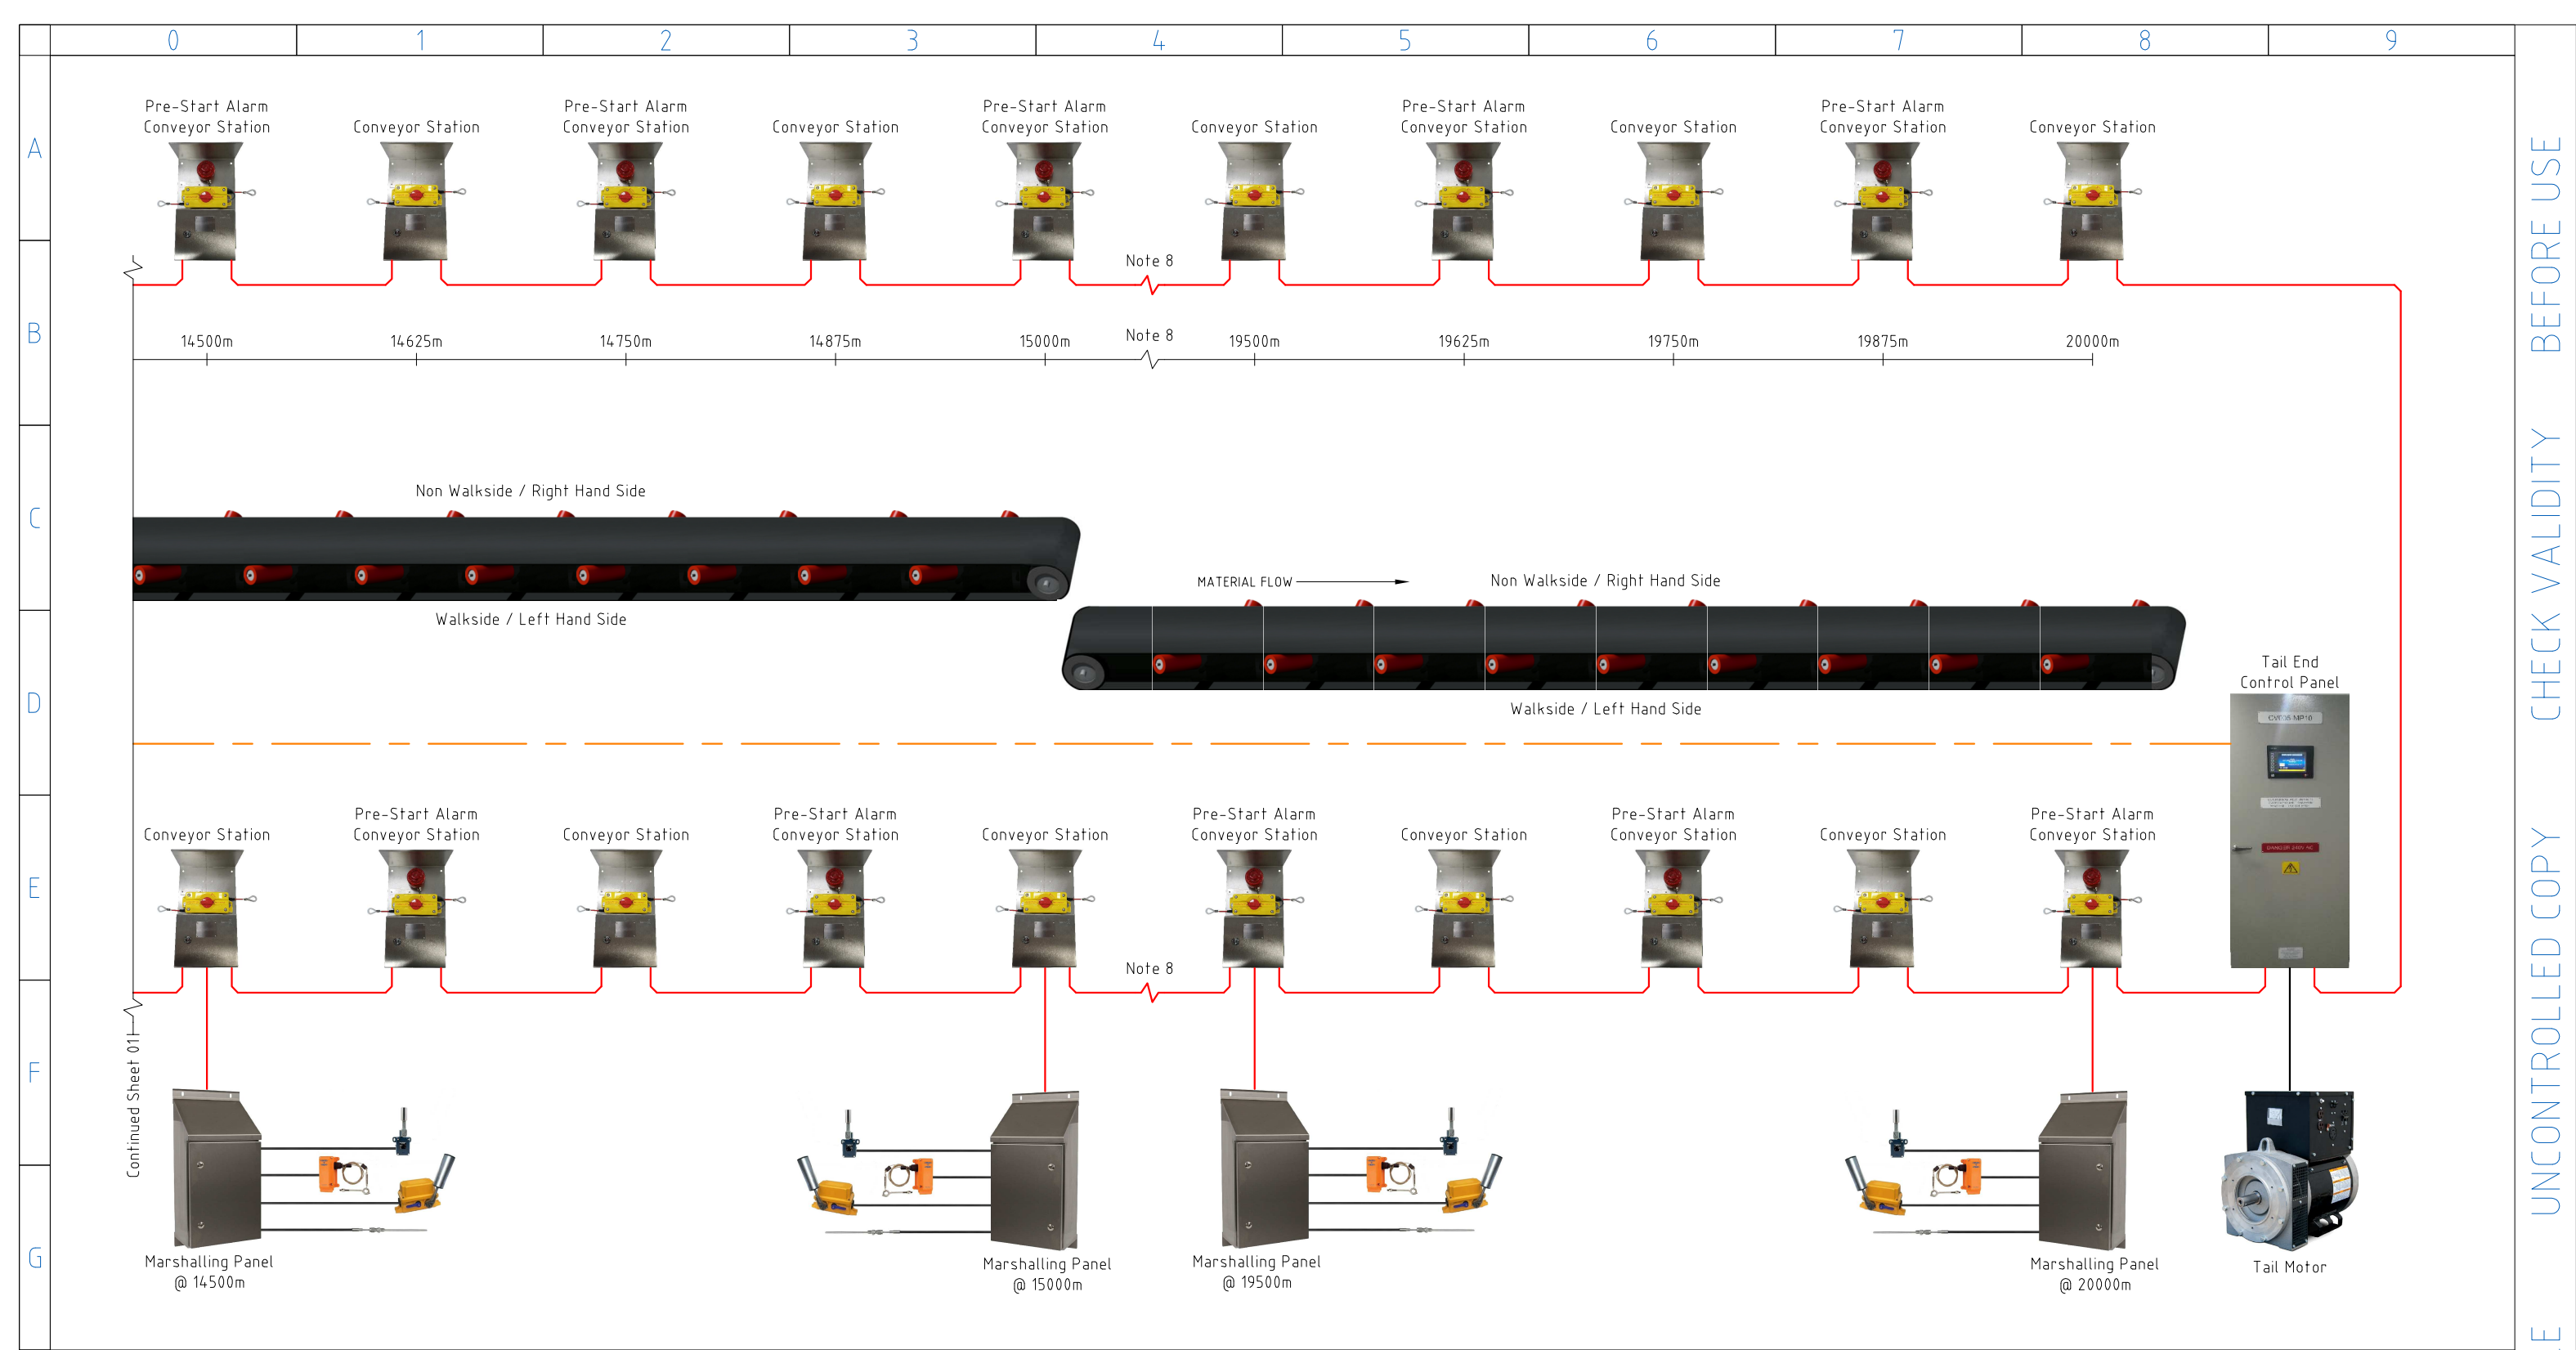 0 1 2 3 4 5 6 7 8 9
A
B
C
D
E
F
G
Pre-Start Alarm
Conveyor Station
Conveyor Station
Pre-Start Alarm
Conveyor Station
Conveyor Station
Pre-Start Alarm
Conveyor Station
Conveyor Station
Pre-Start Alarm
Conveyor Station
Conveyor Station
Pre-Start Alarm
Conveyor Station
Conveyor Station
Note 8
14500m 14625m 14750m 14875m 15000m Note 8 19500m 19625m 19750m 19875m 20000m
Non Walkside / Right Hand Side
Walkside / Left Hand Side
MATERIAL FLOW
Non Walkside / Right Hand Side
Walkside / Left Hand Side
Tail End
Control Panel
Conveyor Station
Pre-Start Alarm
Conveyor Station
Conveyor Station
Pre-Start Alarm
Conveyor Station
Conveyor Station
Pre-Start Alarm
Conveyor Station
Conveyor Station
Pre-Start Alarm
Conveyor Station
Conveyor Station
Pre-Start Alarm
Conveyor Station
Note 8
Continued Sheet 01
Marshalling Panel
@ 14500m
Marshalling Panel
@ 15000m
Marshalling Panel
@ 19500m
Marshalling Panel
@ 20000m
Tail Motor
UNCONTROLLED COPY CHECK VALIDITY BEFORE USE